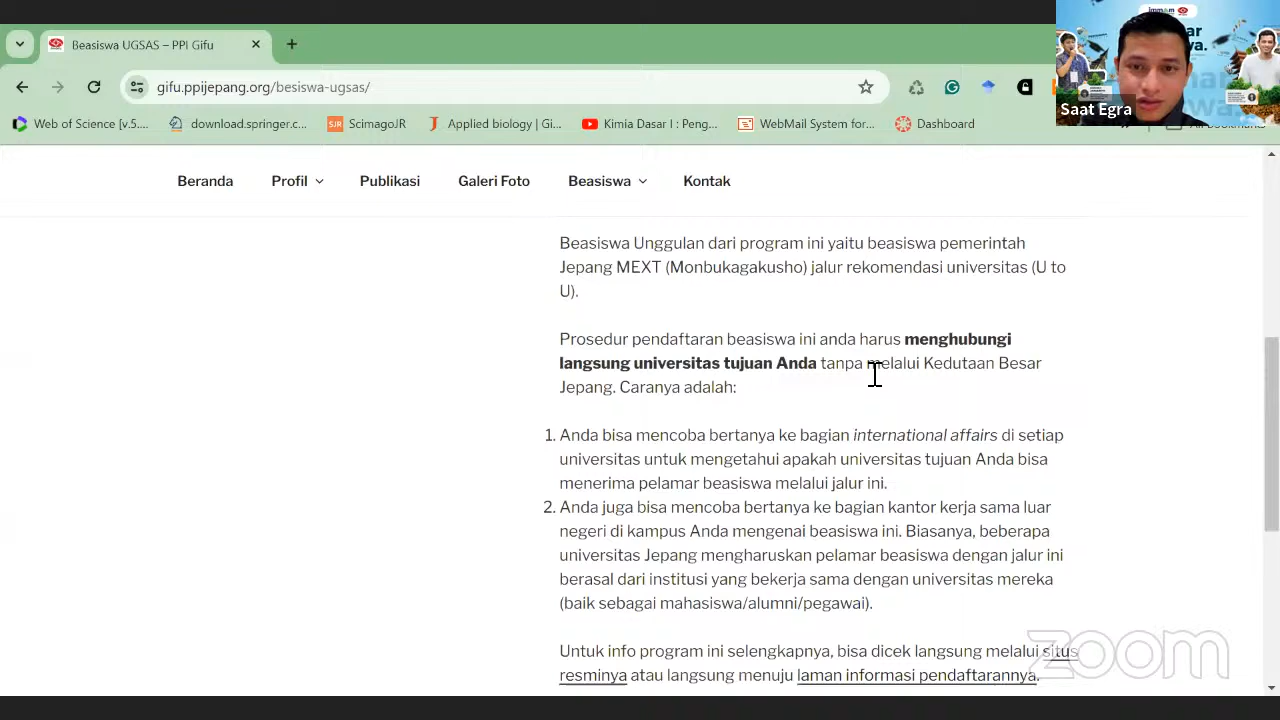 Beasiswa UGSAS – PPI Gifu
gifu.ppijepang.org/besiswa-ugsas/
Web of Science [v.5.... download.springer.c... SJR ScimagoJR Applied biology | Gi... Kimia Dasar I : Peng... WebMail System for... Dashboard
Saat Egra
Beranda Profil Publikasi Galeri Foto Beasiswa Kontak
Beasiswa Unggulan dari program ini yaitu beasiswa pemerintah
Jepang MEXT (Monbukagakusho) jalur rekomendasi universitas (U to
U).
Prosedur pendaftaran beasiswa ini anda harus menghubungi
langsung universitas tujuan Anda tanpa melalui Kedutaan Besar
Jepang. Caranya adalah:
1. Anda bisa mencoba bertanya ke bagian international affairs di setiap
universitas untuk mengetahui apakah universitas tujuan Anda bisa
menerima pelamar beasiswa melalui jalur ini.
2. Anda juga bisa mencoba bertanya ke bagian kantor kerja sama luar
negeri di kampus Anda mengenai beasiswa ini. Biasanya, beberapa
universitas Jepang mengharuskan pelamar beasiswa dengan jalur ini
berasal dari institusi yang bekerja sama dengan universitas mereka
(baik sebagai mahasiswa/alumni/pegawai).
Untuk info program ini selengkapnya, bisa dicek langsung melalui situs
resminya atau langsung menuju laman informasi pendaftarannya.
zoom